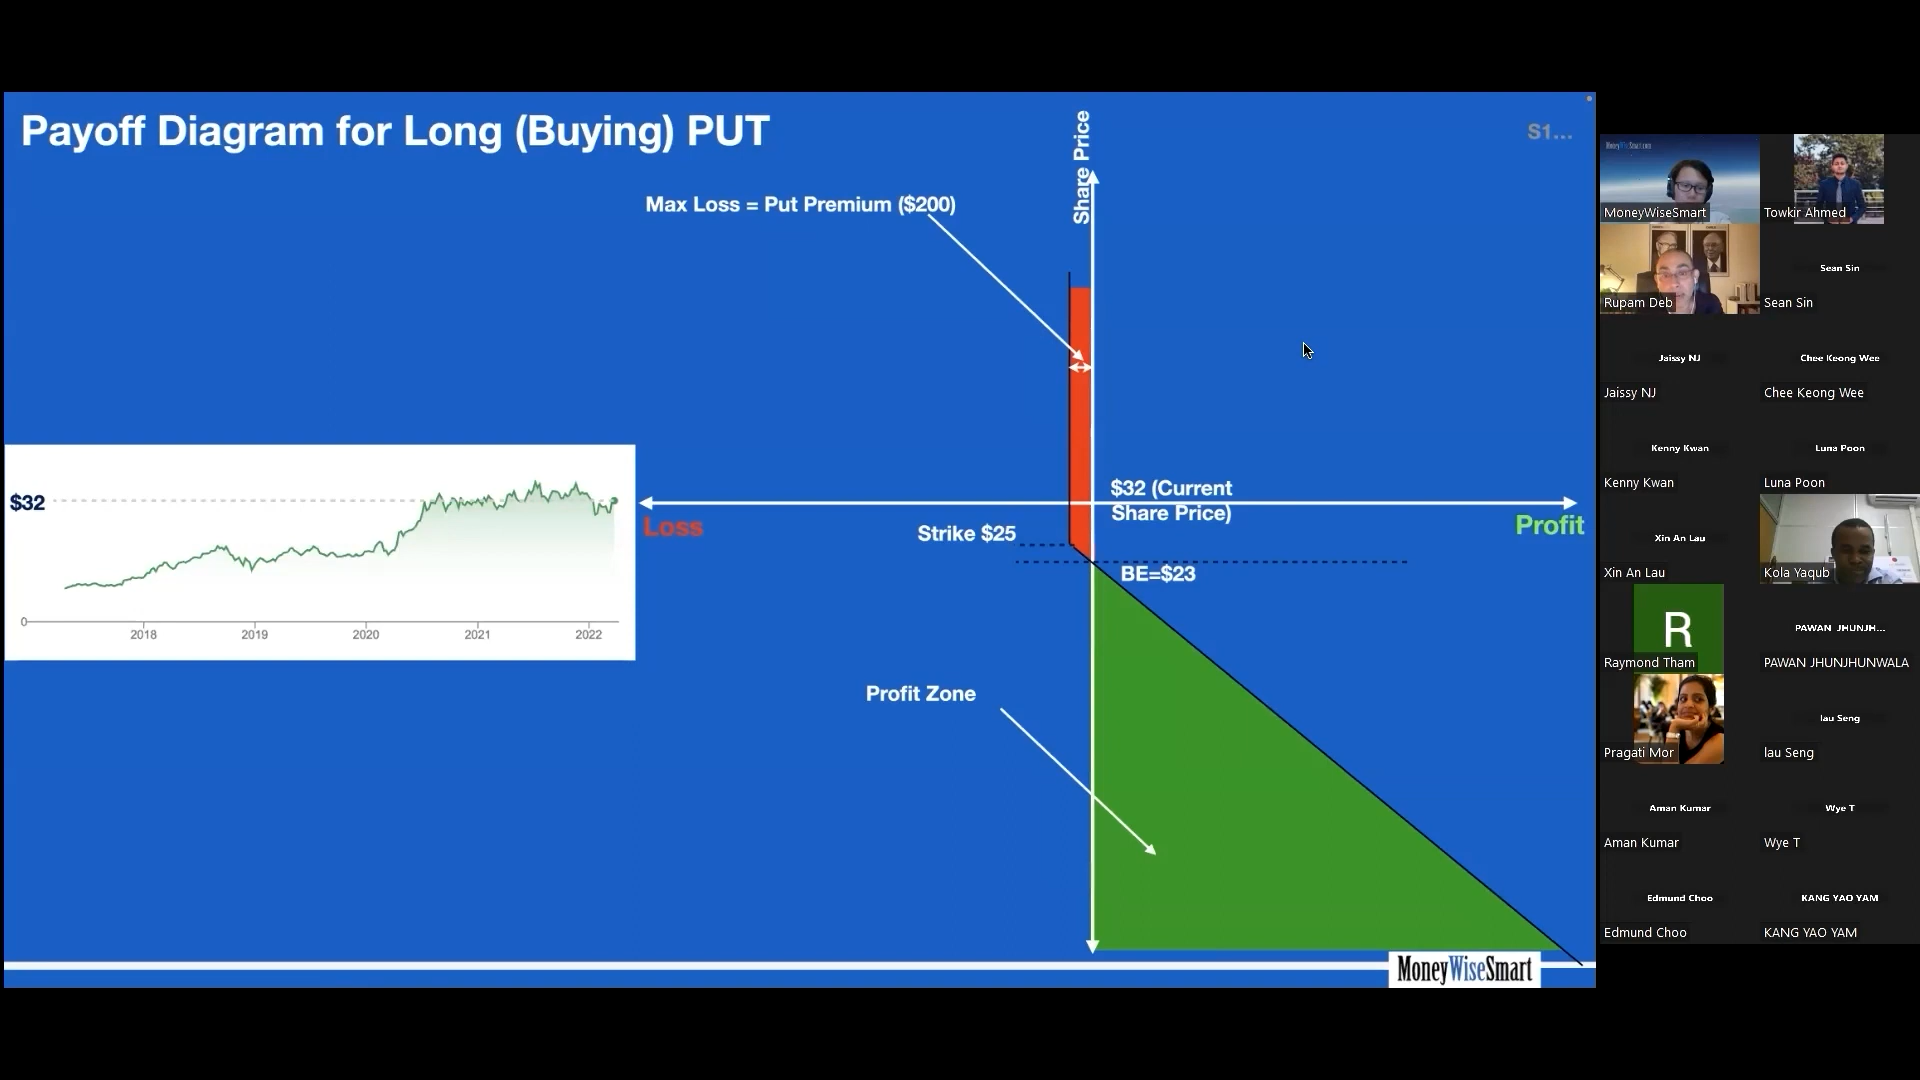 Payoff Diagram for Long (Buying) PUT
S1...
Share Price
Max Loss = Put Premium ($200)
$32
0
2018
2019
2020
2021
2022
Loss
Strike $25
$32 (Current
Share Price)
Profit
BE=$23
Profit Zone
MoneyWiseSmart
MoneyWiseSmart
Towkir Ahmed
Rupam Deb
Sean Sin
Sean Sin
Jaissy NJ
Jaissy NJ
Chee Keong Wee
Chee Keong Wee
Kenny Kwan
Kenny Kwan
Luna Poon
Luna Poon
Xin An Lau
Xin An Lau
Kola Yaqub
R
Raymond Tham
PAWAN JHUNJH...
PAWAN JHUNJHUNWALA
Pragati Mor
lau Seng
lau Seng
Aman Kumar
Aman Kumar
Wye T
Wye T
Edmund Choo
Edmund Choo
KANG YAO YAM
KANG YAO YAM